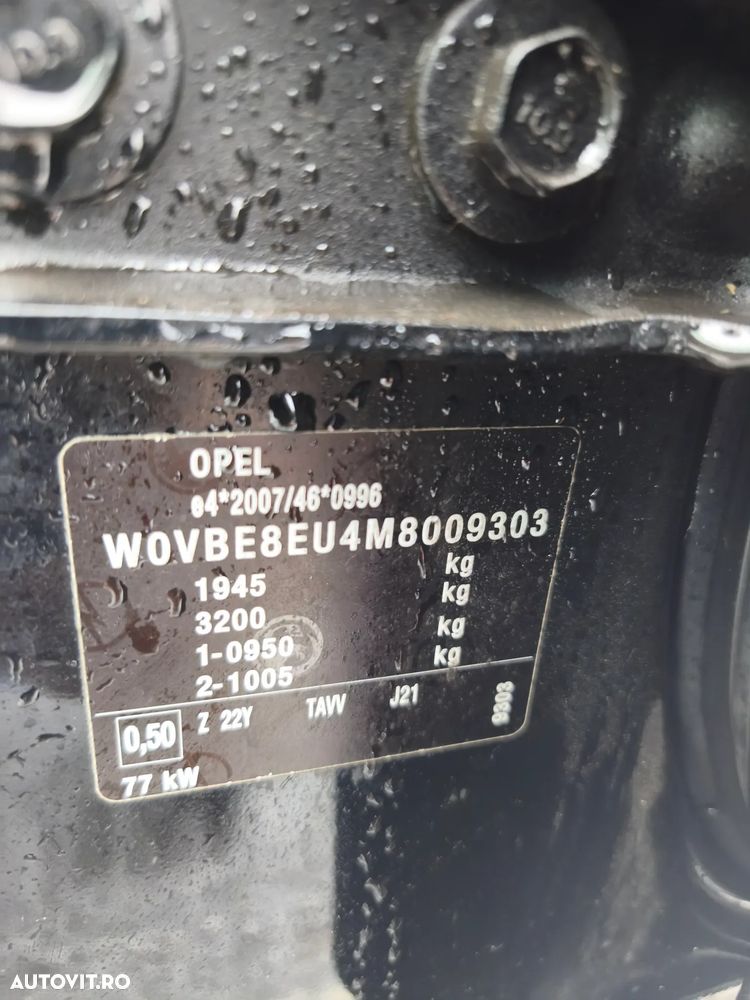 OPEL
e4*2007/46*0996
W0VBE8EU4M8009303
1945 kg
3200 kg
1-0950 kg
2-1005 kg
0,50 Z 22Y TAVV J21 9303
77 kW
AUTOVIT.RO